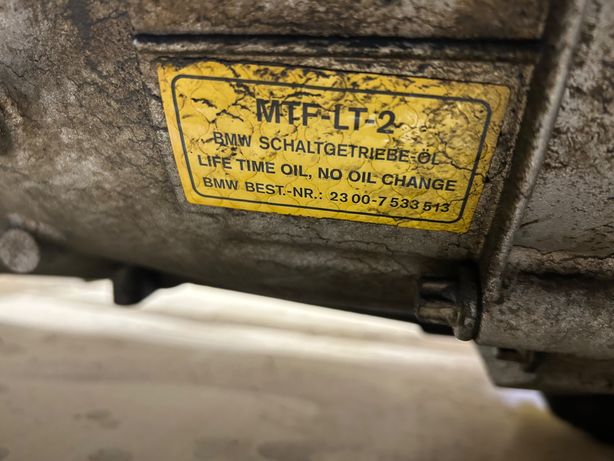 MTF-LT-2
BMW SCHALTGETRIEBE-ÖL
LIFE TIME OIL, NO OIL CHANGE
BMW BEST.-NR.: 23 00-7 533 513